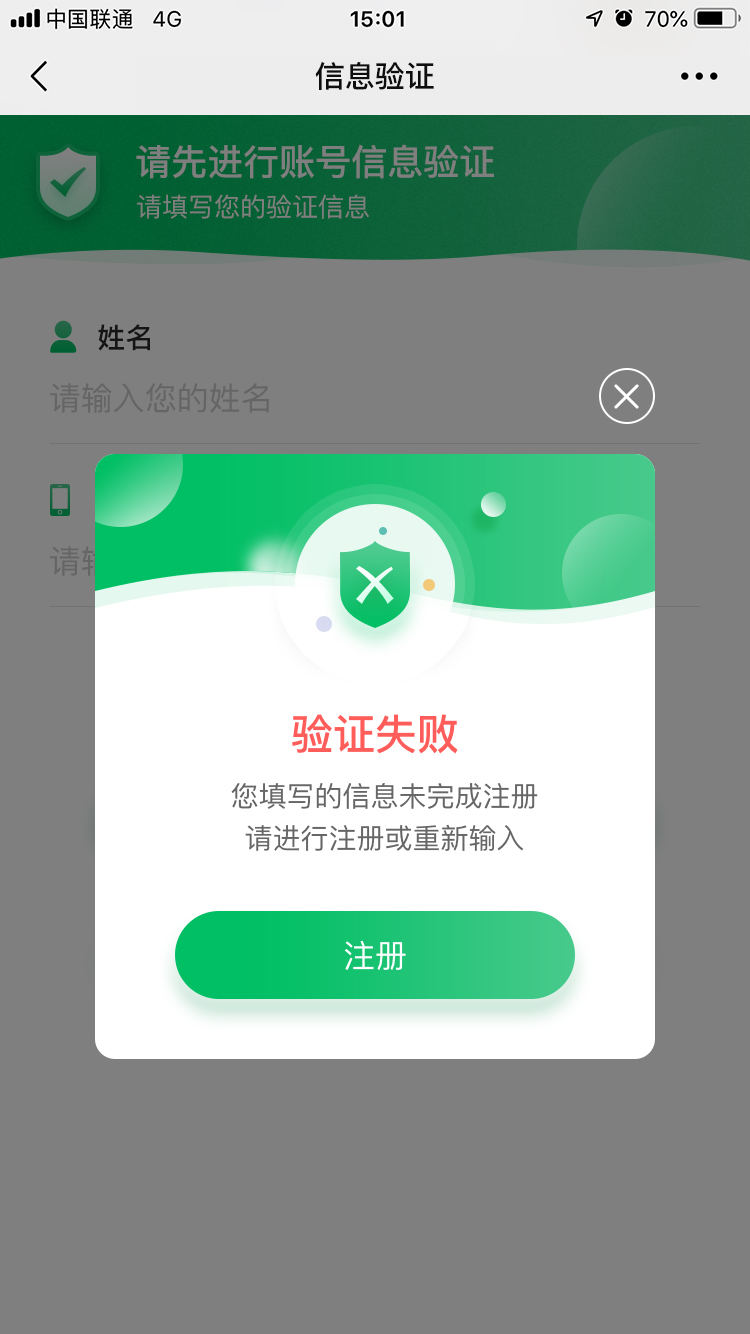 中国联通 4G 15:01 70%
信息验证
请先进行账号信息验证
请填写您的验证信息
姓名
请输入您的姓名
请输
验证失败
您填写的信息未完成注册
请进行注册或重新输入
注册